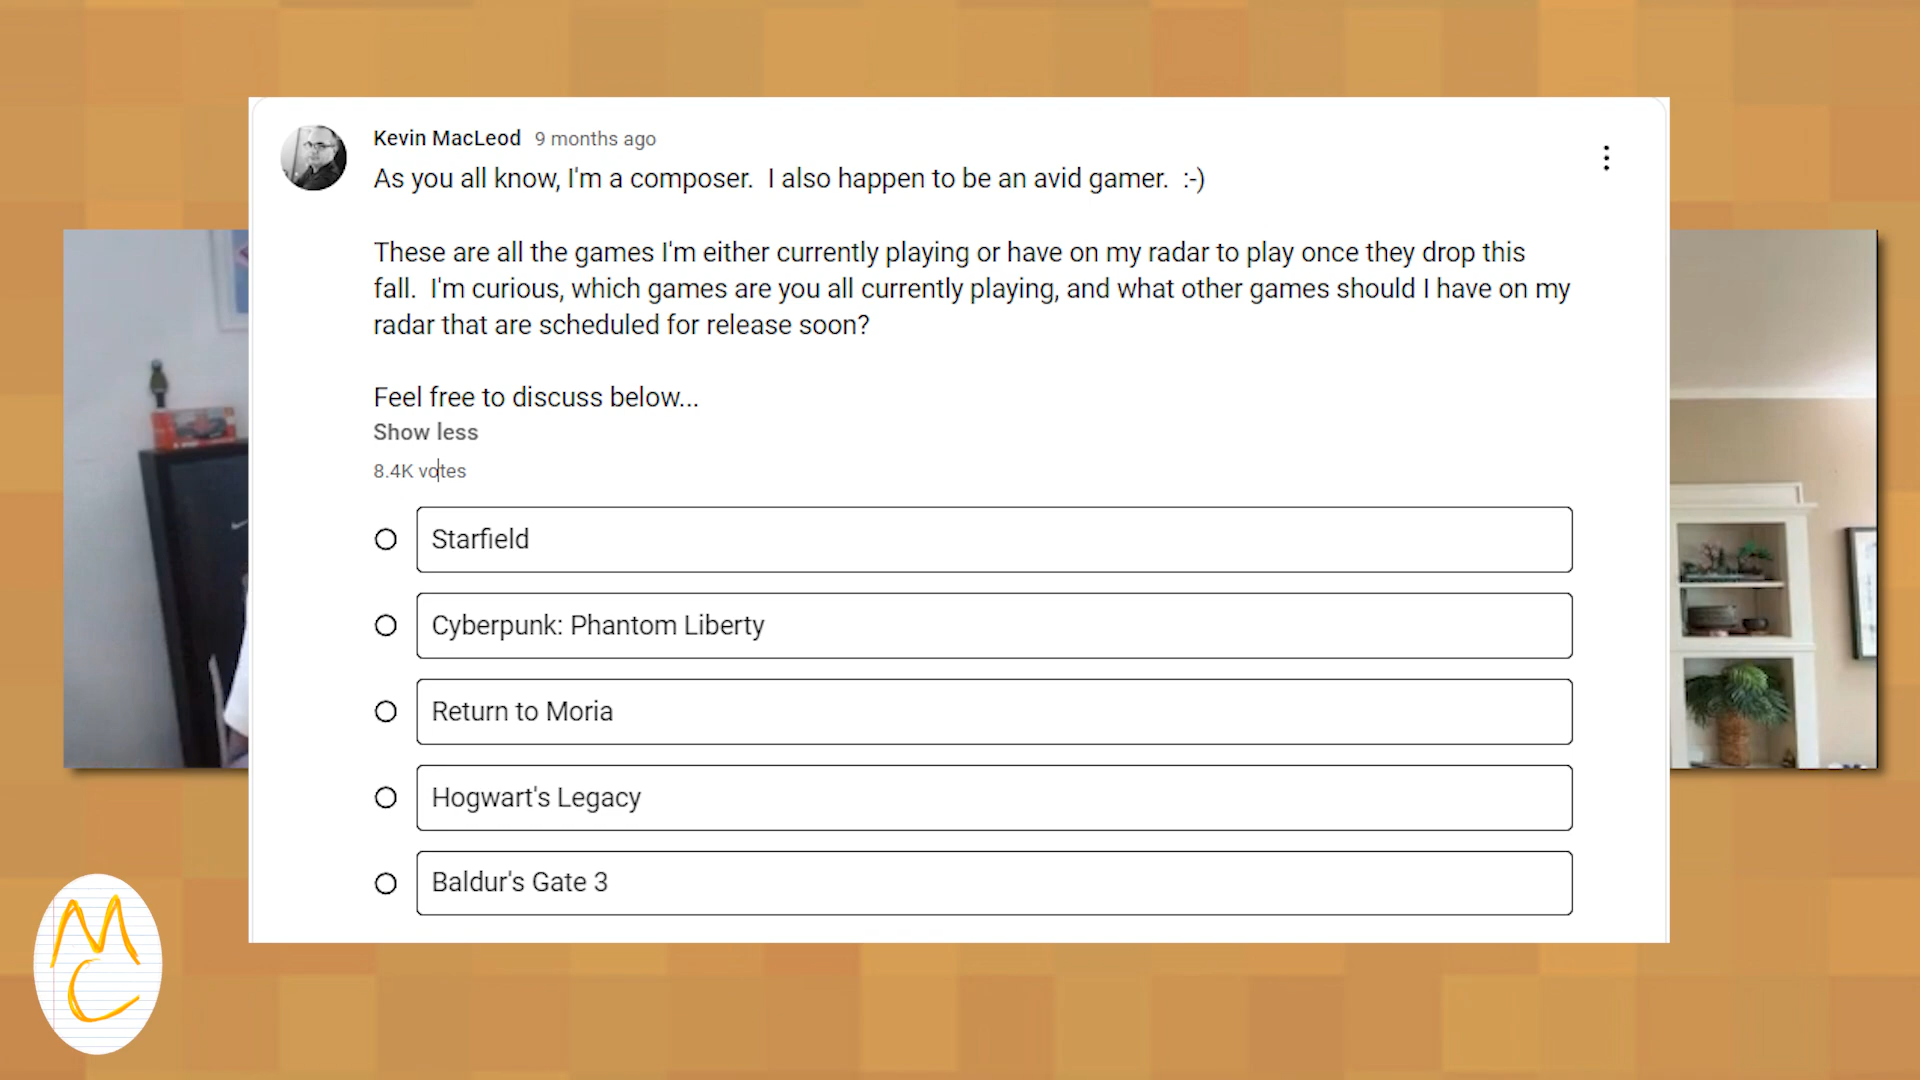 Kevin MacLeod 9 months ago
As you all know, I'm a composer.  I also happen to be an avid gamer.  :-)
These are all the games I'm either currently playing or have on my radar to play once they drop this
fall.  I'm curious, which games are you all currently playing, and what other games should I have on my
radar that are scheduled for release soon?
Feel free to discuss below...
Show less
8.4K votes
Starfield
Cyberpunk: Phantom Liberty
Return to Moria
Hogwart's Legacy
Baldur's Gate 3
M
C